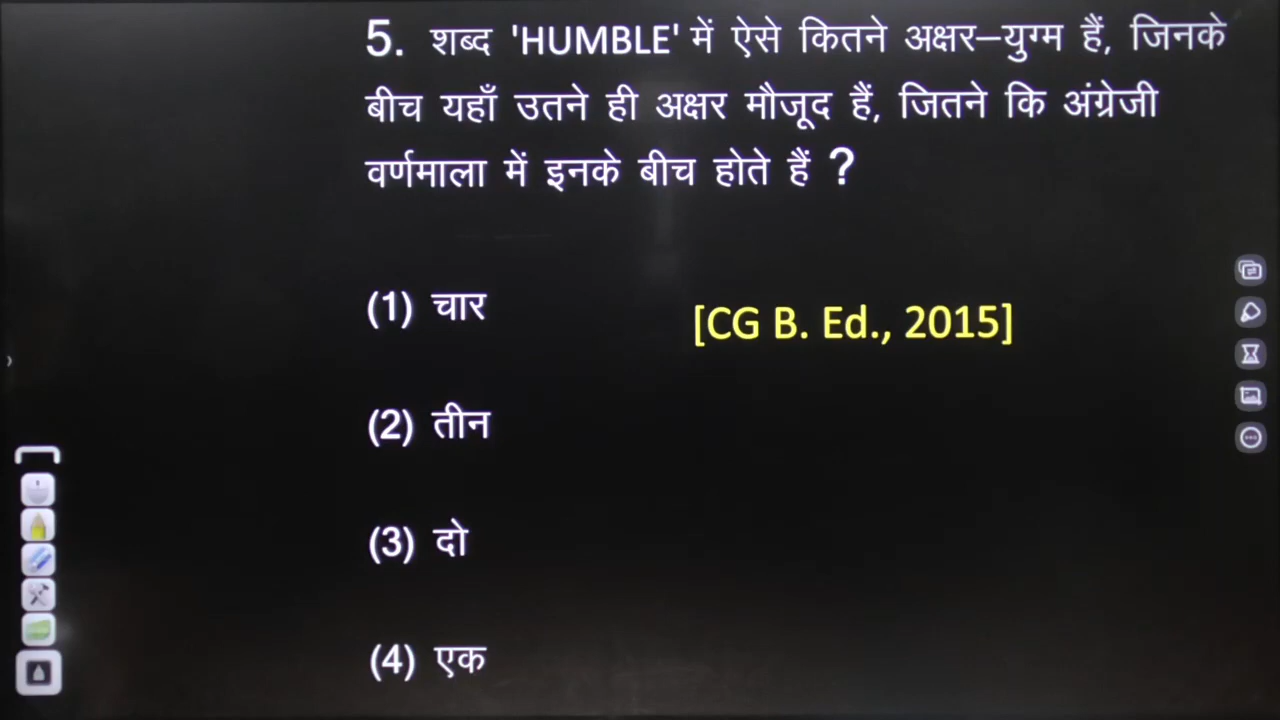 5. शब्द 'HUMBLE' में ऐसे कितने अक्षर–युग्म हैं, जिनके
बीच यहाँ उतने ही अक्षर मौजूद हैं, जितने कि अंग्रेजी
वर्णमाला में इनके बीच होते हैं ?
(1) चार
[CG B. Ed., 2015]
(2) तीन
(3) दो
(4) एक